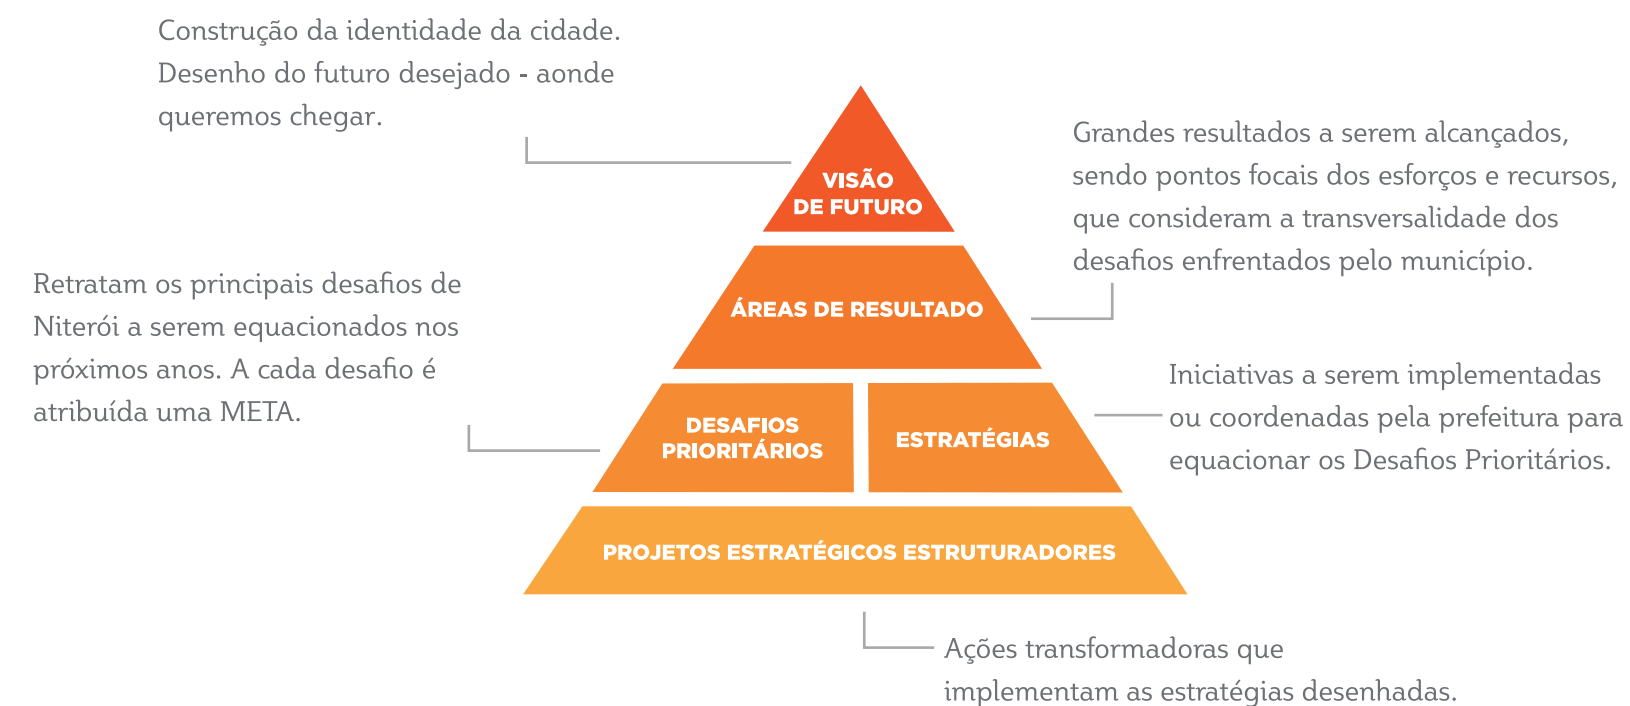 Construção da identidade da cidade.
Desenho do futuro desejado - aonde
queremos chegar.
VISÃO
DE FUTURO
Grandes resultados a serem alcançados,
sendo pontos focais dos esforços e recursos,
que consideram a transversalidade dos
desafios enfrentados pelo município.
ÁREAS DE RESULTADO
Retratam os principais desafios de
Niterói a serem equacionados nos
próximos anos. A cada desafio é
atribuída uma META.
DESAFIOS
PRIORITÁRIOS
ESTRATÉGIAS
Iniciativas a serem implementadas
ou coordenadas pela prefeitura para
equacionar os Desafios Prioritários.
PROJETOS ESTRATÉGICOS ESTRUTURADORES
Ações transformadoras que
implementam as estratégias desenhadas.